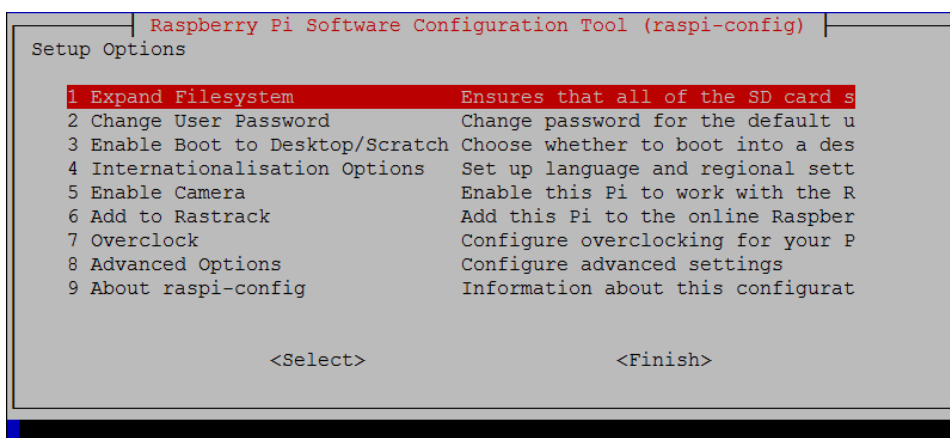 Raspberry Pi Software Configuration Tool (raspi-config)
Setup Options
1 Expand Filesystem Ensures that all of the SD card s
2 Change User Password Change password for the default u
3 Enable Boot to Desktop/Scratch Choose whether to boot into a des
4 Internationalisation Options Set up language and regional sett
5 Enable Camera Enable this Pi to work with the R
6 Add to Rastrack Add this Pi to the online Raspber
7 Overclock Configure overclocking for your P
8 Advanced Options Configure advanced settings
9 About raspi-config Information about this configurat
<Select> <Finish>